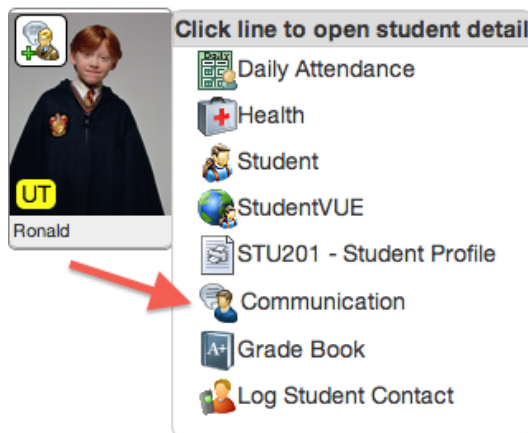 Click line to open student detail
Daily Attendance
Health
Student
StudentVUE
STU201 - Student Profile
Communication
A+
Grade Book
Log Student Contact
UT
Ronald